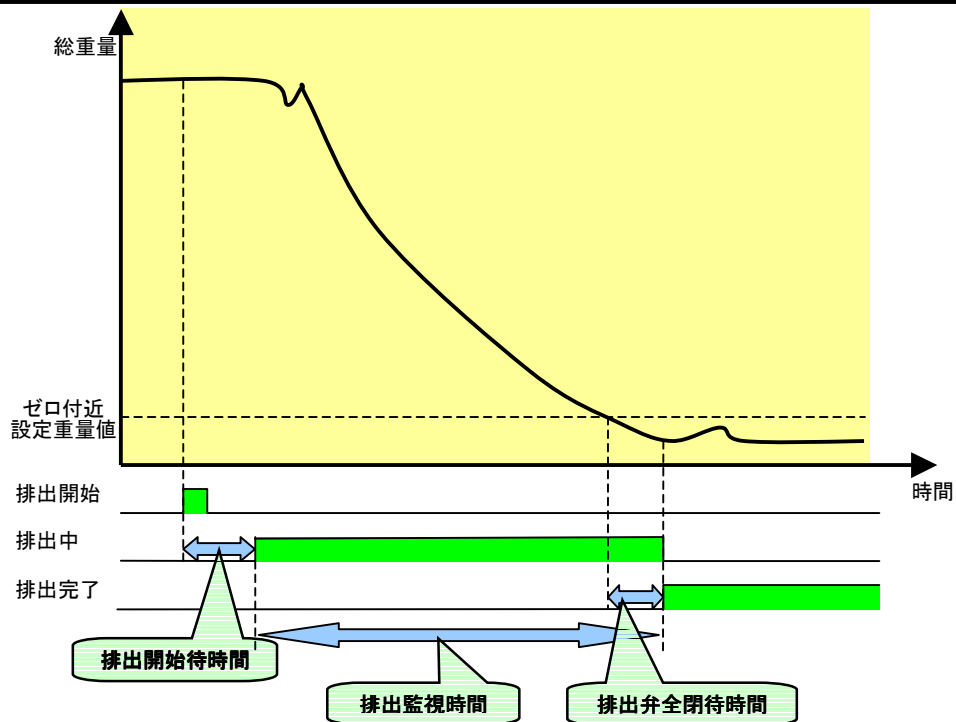 総重量
ゼロ付近
設定重量値
時間
排出開始
排出中
排出完了
排出開始待時間
排出監視時間
排出弁全閉待時間